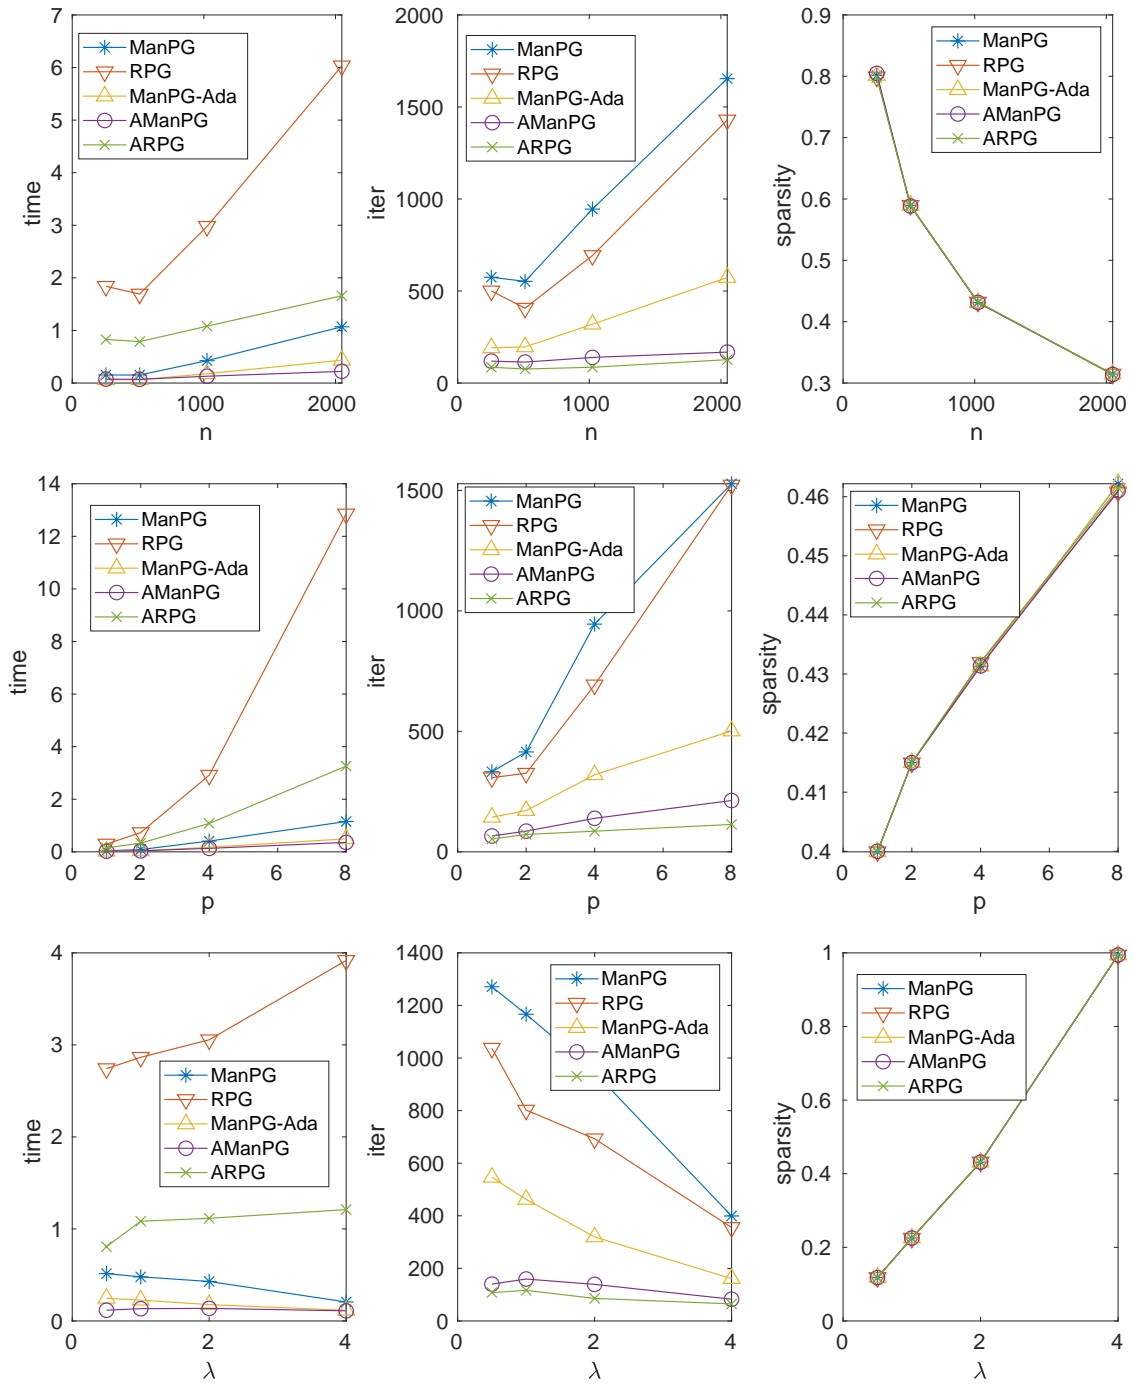 7
6
5
4
3
2
1
0
time
ManPG
RPG
ManPG-Ada
AManPG
ARPG
0 1000 2000
n
2000
1500
1000
500
0
iter
ManPG
RPG
ManPG-Ada
AManPG
ARPG
0 1000 2000
n
0.9
0.8
0.7
0.6
0.5
0.4
0.3
sparsity
ManPG
RPG
ManPG-Ada
AManPG
ARPG
0 1000 2000
n
14
12
10
8
6
4
2
0
time
ManPG
RPG
ManPG-Ada
AManPG
ARPG
0 2 4 6 8
p
1500
1000
500
0
iter
ManPG
RPG
ManPG-Ada
AManPG
ARPG
0 2 4 6 8
p
0.46
0.45
0.44
0.43
0.42
0.41
0.4
sparsity
ManPG
RPG
ManPG-Ada
AManPG
ARPG
0 2 4 6 8
p
4
3
2
1
0
time
ManPG
RPG
ManPG-Ada
AManPG
ARPG
0 2 4
λ
1400
1200
1000
800
600
400
200
0
iter
ManPG
RPG
ManPG-Ada
AManPG
ARPG
0 2 4
λ
1
0.8
0.6
0.4
0.2
0
sparsity
ManPG
RPG
ManPG-Ada
AManPG
ARPG
0 2 4
λ